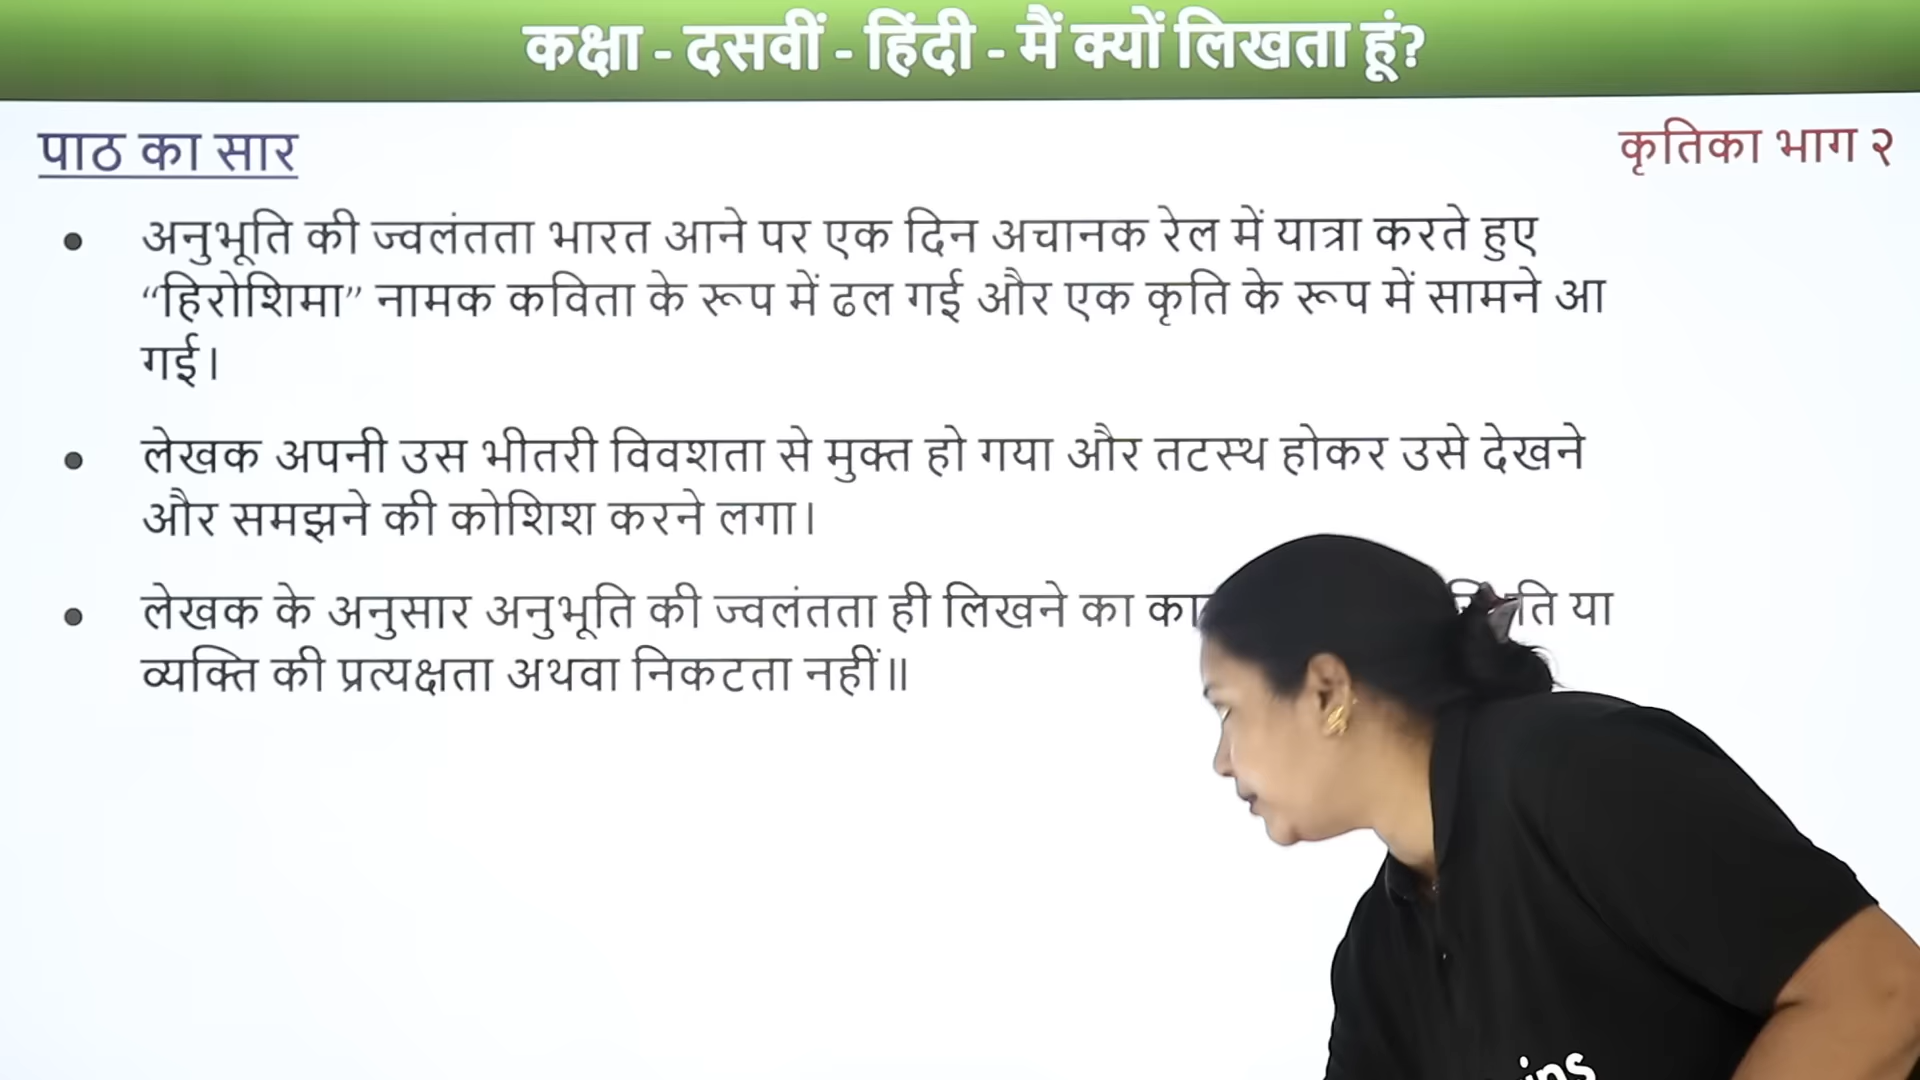 कक्षा - दसवीं - हिंदी - मैं क्यों लिखता हूं?
पाठ का सार
कृतिका भाग २
अनुभूति की ज्वलंतता भारत आने पर एक दिन अचानक रेल में यात्रा करते हुए
“हिरोशिमा” नामक कविता के रूप में ढल गई और एक कृति के रूप में सामने आ
गई।
लेखक अपनी उस भीतरी विवशता से मुक्त हो गया और तटस्थ होकर उसे देखने
और समझने की कोशिश करने लगा।
लेखक के अनुसार अनुभूति की ज्वलंतता ही लिखने का या
व्यक्ति की प्रत्यक्षता अथवा निकटता नहीं॥